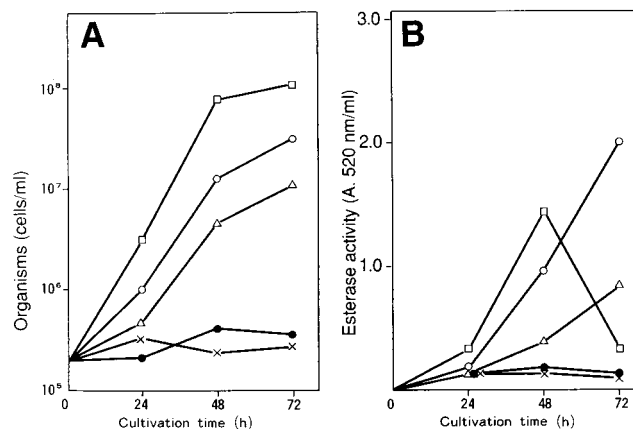 A
10⁸
10⁷
10⁶
10⁵
Organisms (cells/ml)
0
24
48
72
Cultivation time (h)
B
3.0
2.0
1.0
Esterase activity (A. 520 nm/ml)
0
24
48
72
Cultivation time (h)